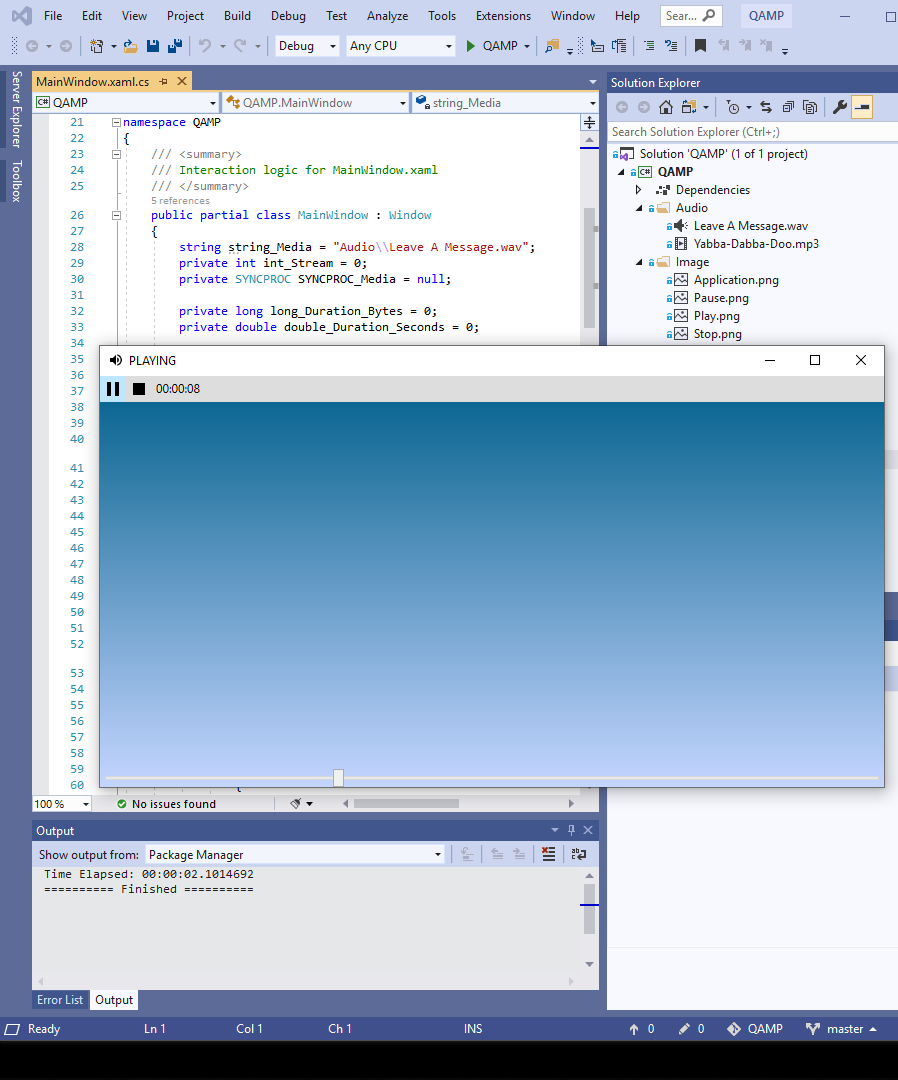 File Edit View Project Build Debug Test Analyze Tools Extensions Window Help Sear... QAMP
Debug Any CPU QAMP
Server Explorer
Toolbox
MainWindow.xaml.cs
QAMP QAMP.MainWindow string_Media
21 namespace QAMP
22 {
23 /// <summary>
24 /// Interaction logic for MainWindow.xaml
25 /// </summary>
5 references
26 public partial class MainWindow : Window
27 {
28 string string_Media = "Audio\\Leave A Message.wav";
29 private int int_Stream = 0;
30 private SYNCPROC SYNCPROC_Media = null;
31
32 private long long_Duration_Bytes = 0;
33 private double double_Duration_Seconds = 0;
34
35
36
37
38
39
40
41
42
43
44
45
46
47
48
49
50
51
52
53
54
55
56
57
58
59
60 {
PLAYING
00:00:08
100 % No issues found
Output
Show output from: Package Manager
Time Elapsed: 00:00:02.1014692
========== Finished ==========
Error List Output
Solution Explorer
Search Solution Explorer (Ctrl+;)
Solution 'QAMP' (1 of 1 project)
C# QAMP
Dependencies
Audio
Leave A Message.wav
Yabba-Dabba-Doo.mp3
Image
Application.png
Pause.png
Play.png
Stop.png
Ready Ln 1 Col 1 Ch 1 INS 0 0 QAMP master